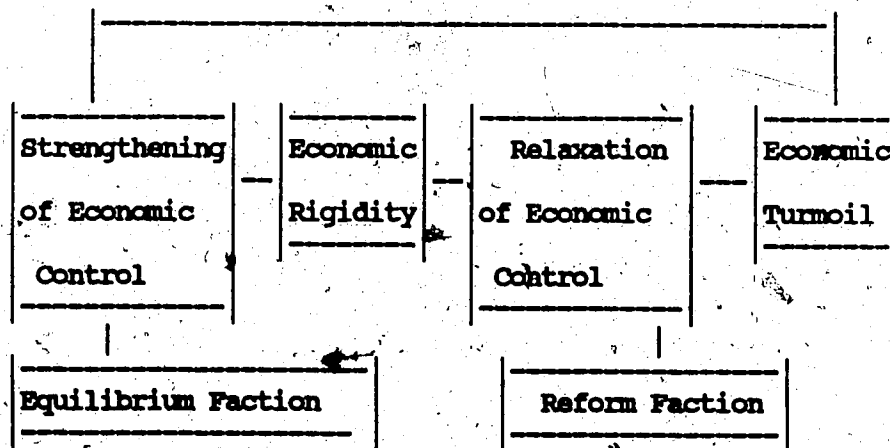 Strengthening
of Economic
Control
Economic
Rigidity
Relaxation
of Economic
Control
Economic
Turmoil
Equilibrium Faction
Reform Faction